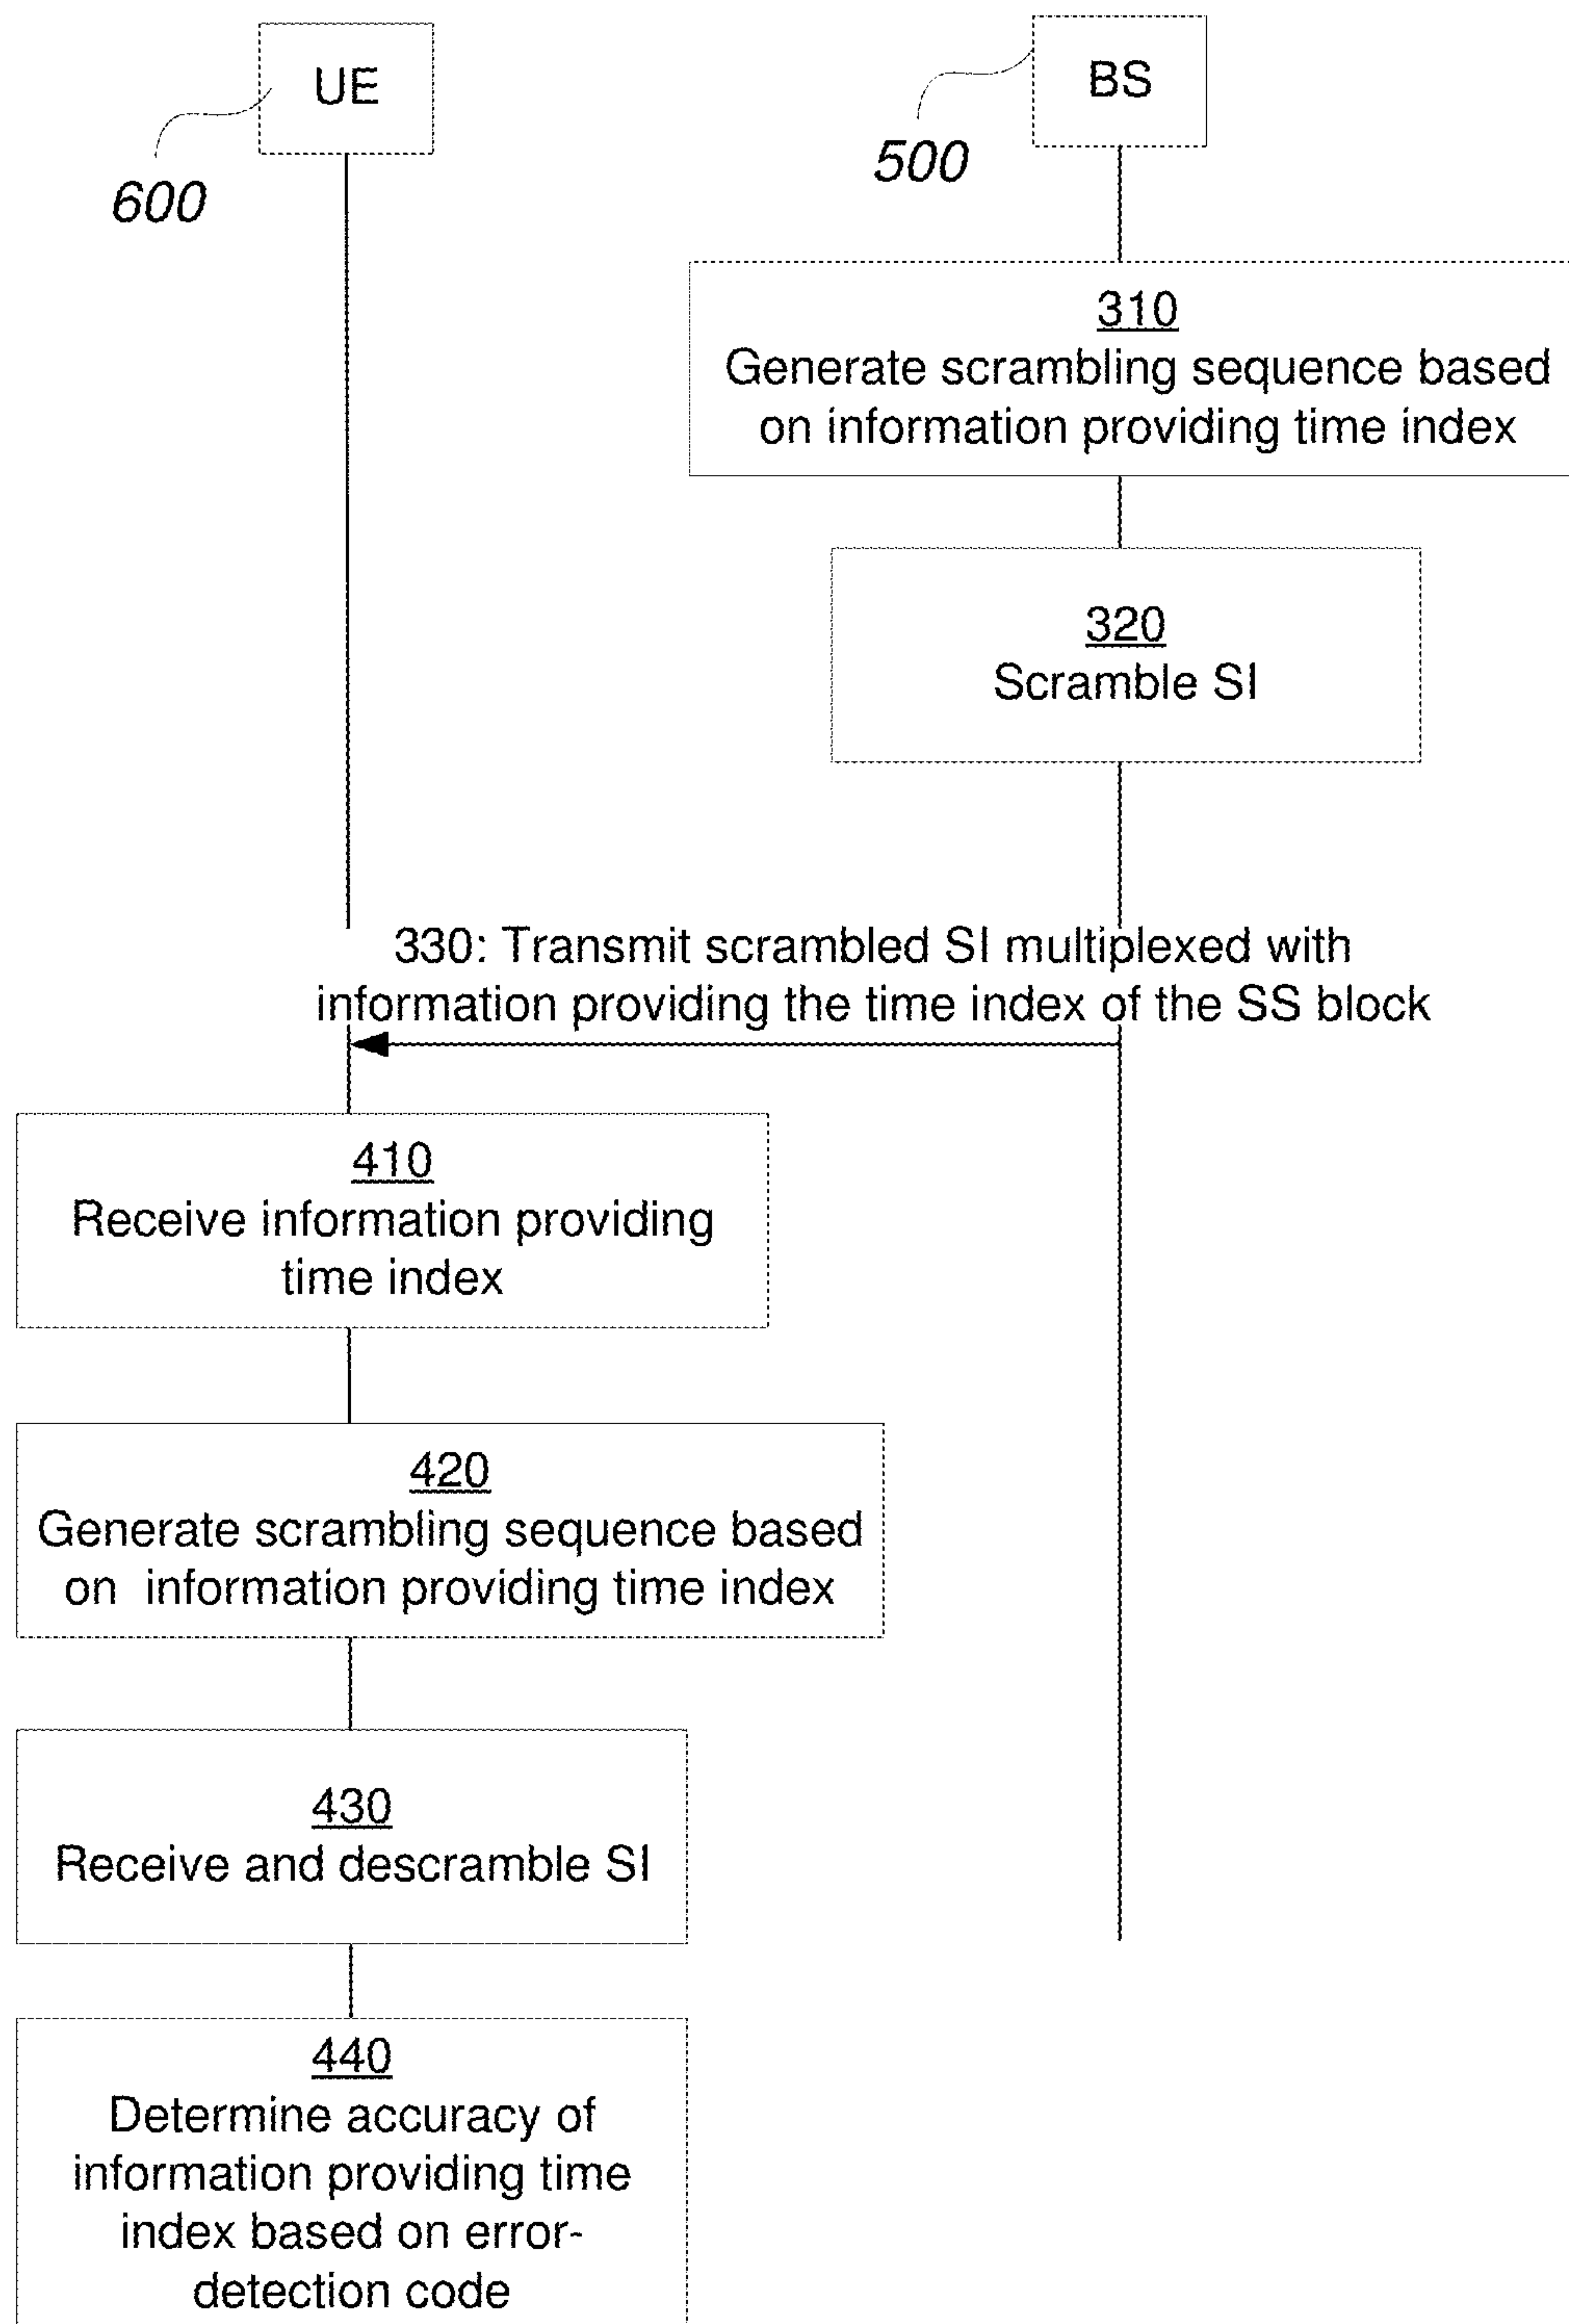 UE
BS
600
500
310
Generate scrambling sequence based
on information providing time index
320
Scramble SI
330: Transmit scrambled SI multiplexed with
information providing the time index of the SS block
410
Receive information providing
time index
420
Generate scrambling sequence based
on information providing time index
430
Receive and descramble SI
440
Determine accuracy of
information providing time
index based on error-
detection code